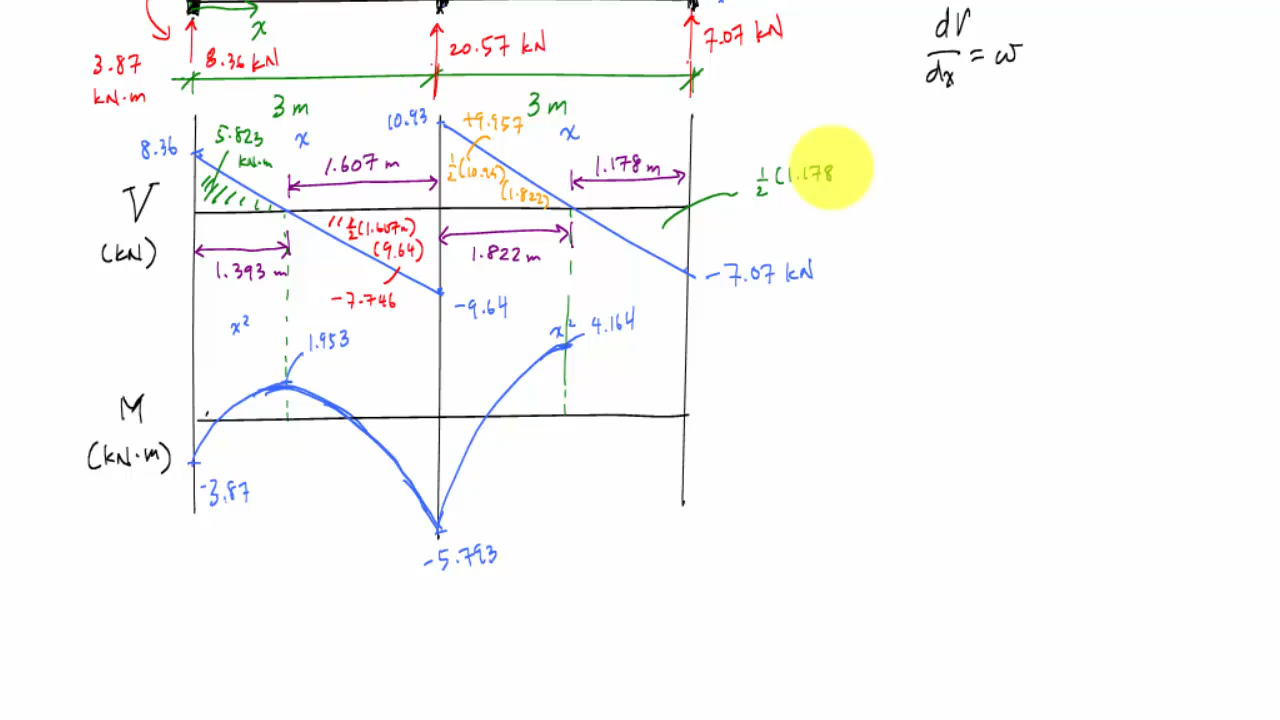 x
3.87
kN·m
8.36 kN
20.57 kN
7.07 kN
dV
dx
= w
3 m
3 m
8.36
5.823
kN·m
x
1.607 m
10.93
+9.957
½(10.93)
(1.822)
x
1.178 m
½(1.178
V
(kN)
1.393 m
½(1.607m)
(9.64)
-7.746
1.822 m
-7.07 kN
-9.64
x²
1.953
x²
4.164
M
(kN·m)
-3.87
-5.793